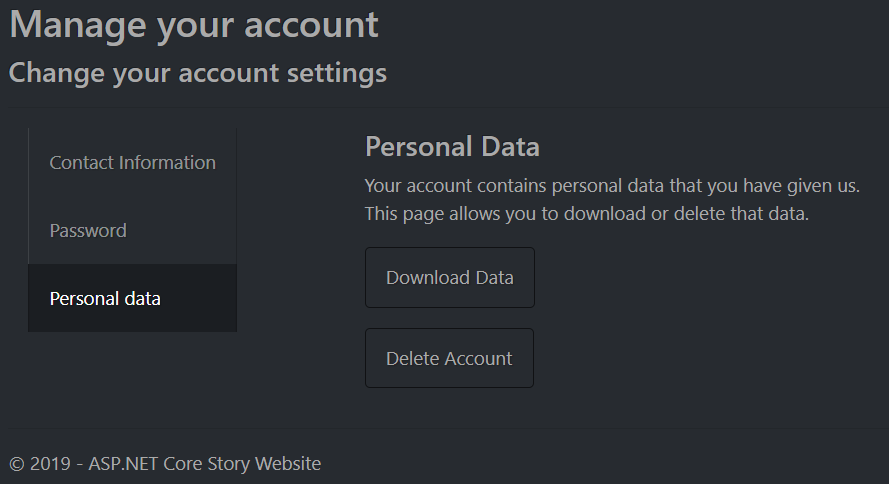 Manage your account
Change your account settings
Contact Information
Password
Personal data
Personal Data
Your account contains personal data that you have given us.
This page allows you to download or delete that data.
Download Data
Delete Account
© 2019 - ASP.NET Core Story Website